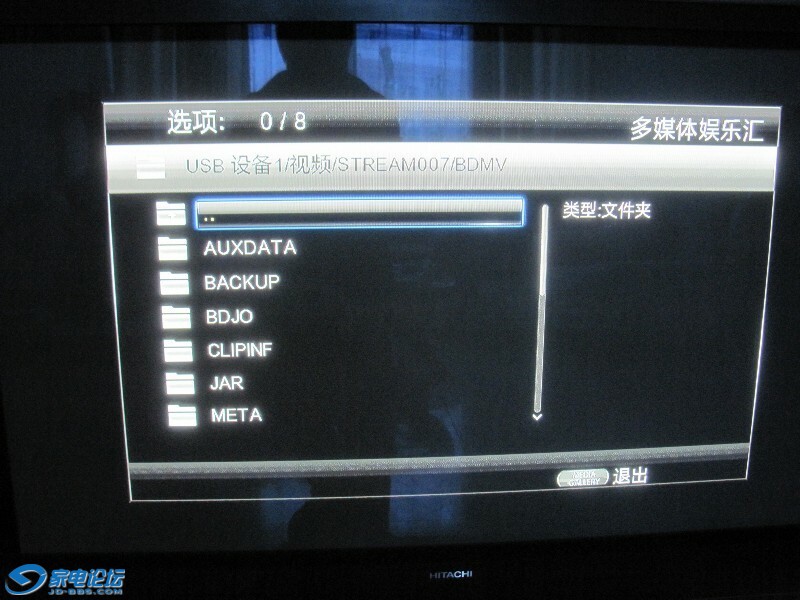 选项: 0/8
多媒体娱乐汇
USB 设备1/视频/STREAM007/BDMV
..
类型:文件夹
AUXDATA
BACKUP
BDJO
CLIPINF
JAR
META
MEDIA GALLERY 退出
HITACHI
家电论坛
JD-BBS.COM